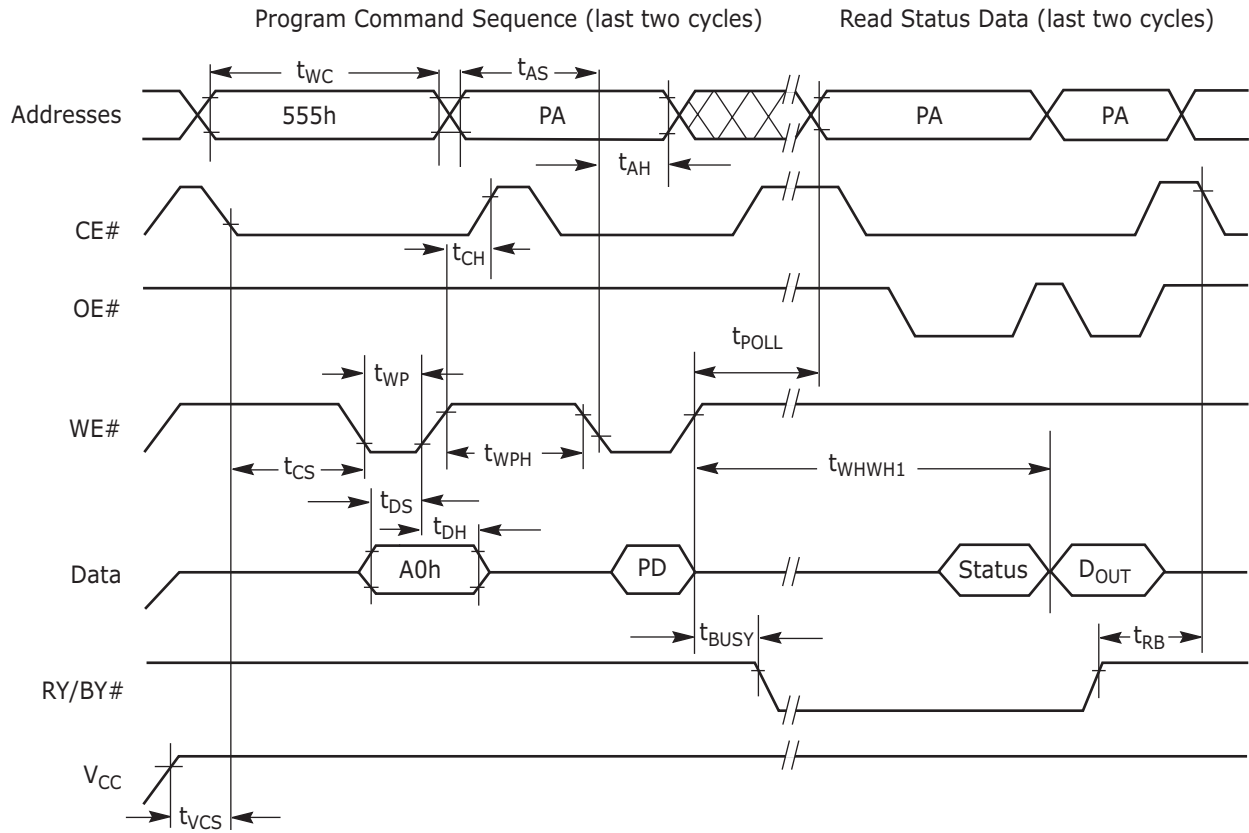 Program Command Sequence (last two cycles) Read Status Data (last two cycles)
tWC tAS
Addresses 555h PA PA PA
tAH
CE#
tCH
OE#
tPOLL
tWP
WE#
tWPH tWHWH1
tCS
tDS
tDH
Data A0h PD Status DOUT
tBUSY tRB
RY/BY#
VCC
tVCS